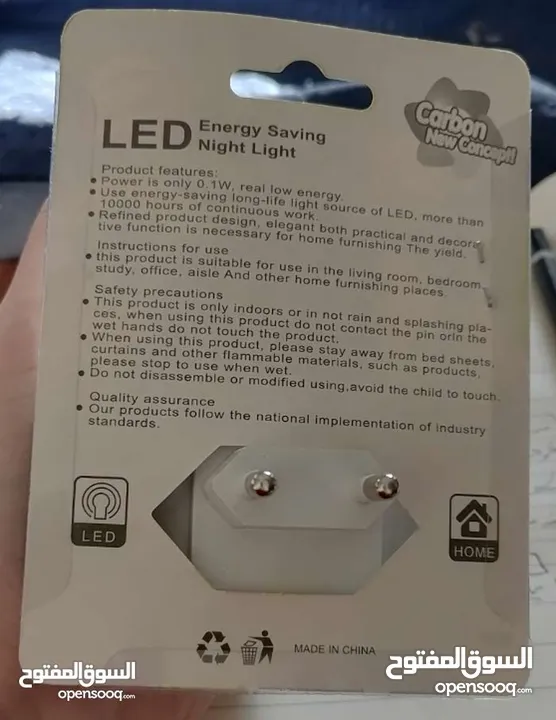 Carbon
New Concept!
LED Energy Saving
Night Light
Product features:
● Power is only 0.1W, real low energy.
● Use energy-saving long-life light source of LED, more than
10000 hours of continuous work.
● Refined product design, elegant both practical and decora
tive function is necessary for home furnishing The yield.
Instructions for use
● this product is suitable for use in the living room, bedroom,
study, office, aisle And other home furnishing places.
Safety precautions
● This product is only indoors or in not rain and splashing pla-
ces, when using this product do not contact the pin orin the
wet hands do not touch the product.
● When using this product, please stay away from bed sheets,
curtains and other flammable materials, such as products,
please stop to use when wet.
● Do not disassemble or modified using,avoid the child to touch.
Quality assurance
● Our products follow the national implementation of industry
standards.
LED
HOME
MADE IN CHINA
السوق المفتوح
opensooq.com
السوق المفتوح
opensooq.com